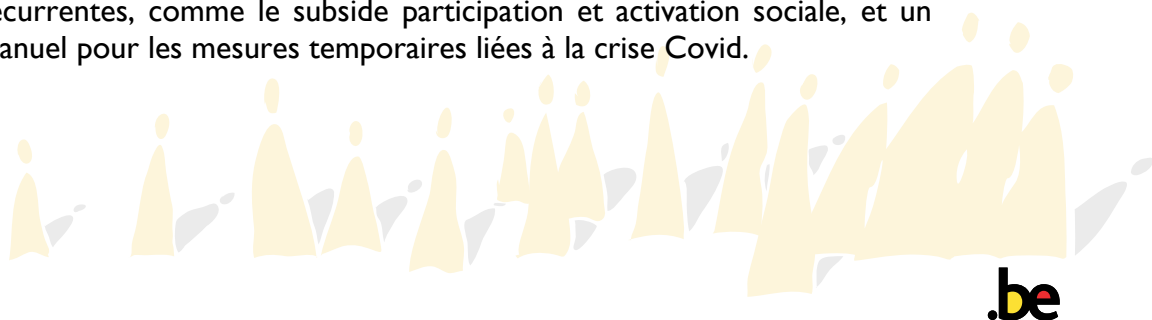 écurrentes, comme le subside participation et activation sociale, et un
anuel pour les mesures temporaires liées à la crise Covid.
.be